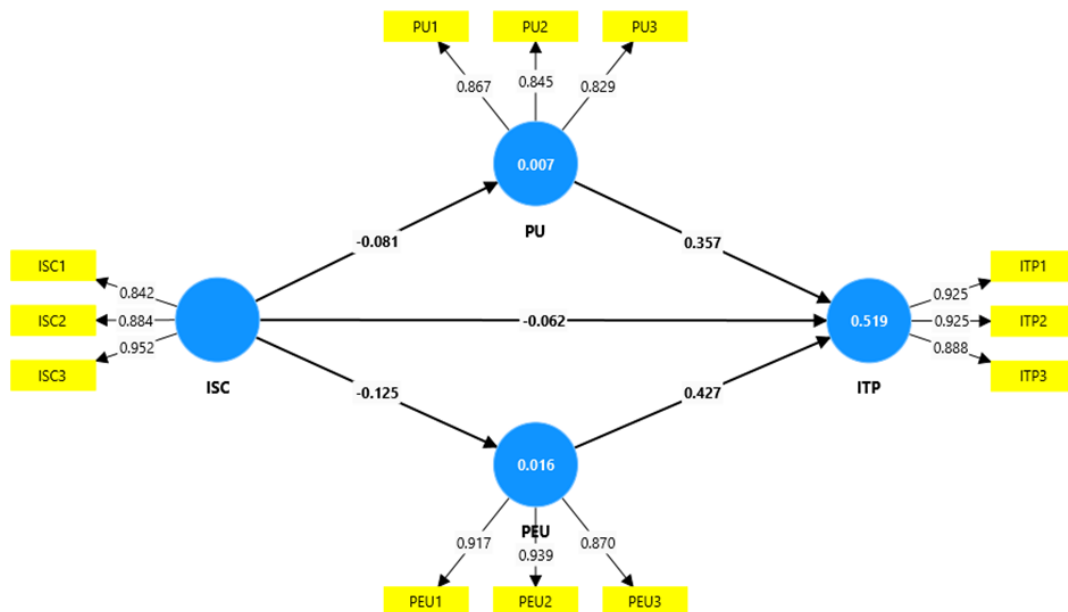 PU1 PU2 PU3
0.867 0.845 0.829
0.007
PU
-0.081 0.357
ISC1
0.842
ISC2
0.884
ISC3
0.952
ISC
-0.062
0.519
ITP
ITP1
0.925
ITP2
0.925
ITP3
0.888
-0.125 0.427
0.016
PEU
0.917 0.939 0.870
PEU1 PEU2 PEU3